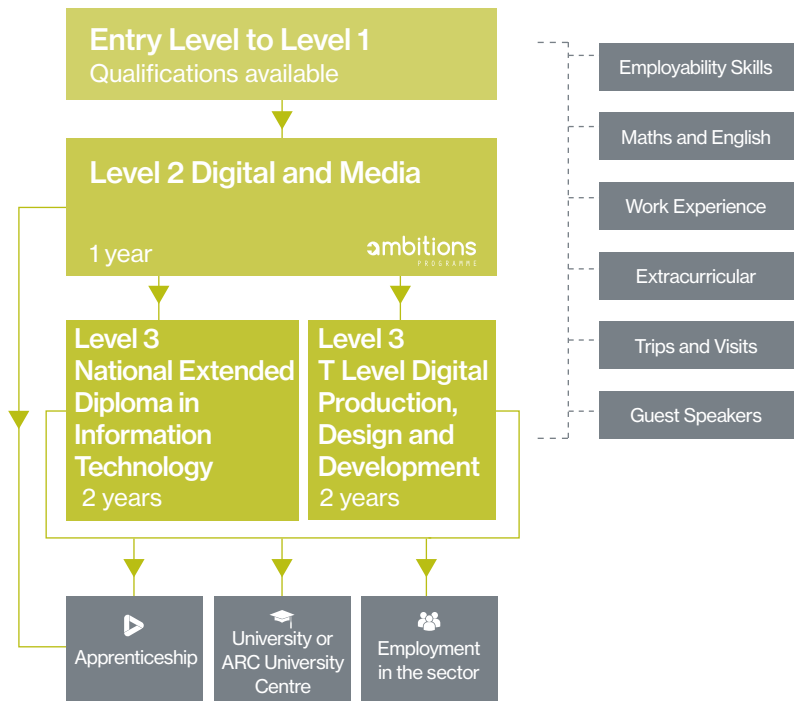 Entry Level to Level 1
Qualifications available
Level 2 Digital and Media
1 year
ambitions
PROGRAMME
Level 3
National Extended
Diploma in
Information
Technology
2 years
Level 3
T Level Digital
Production,
Design and
Development
2 years
Apprenticeship
University or
ARC University
Centre
Employment
in the sector
Employability Skills
Maths and English
Work Experience
Extracurricular
Trips and Visits
Guest Speakers